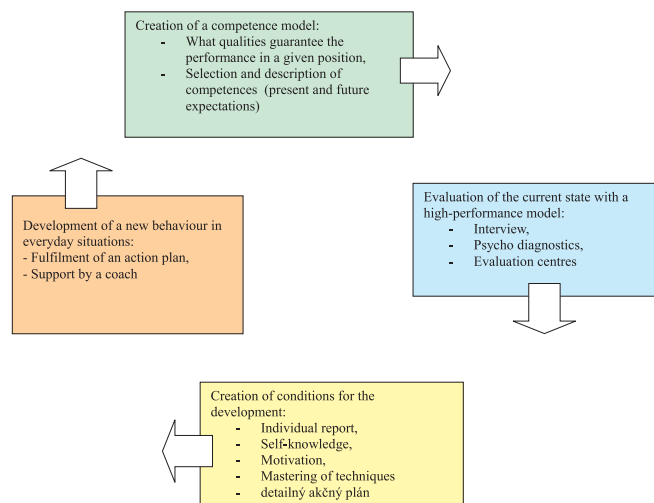 Creation of a competence model:
- What qualities guarantee the
performance in a given position,
- Selection and description of
competences (present and future
expectations)
Evaluation of the current state with a
high-performance model:
- Interview,
- Psycho diagnostics,
- Evaluation centres
Development of a new behaviour in
everyday situations:
- Fulfilment of an action plan,
- Support by a coach
Creation of conditions for the
development:
- Individual report,
- Self-knowledge,
- Motivation,
- Mastering of techniques
- detailný akčný plán